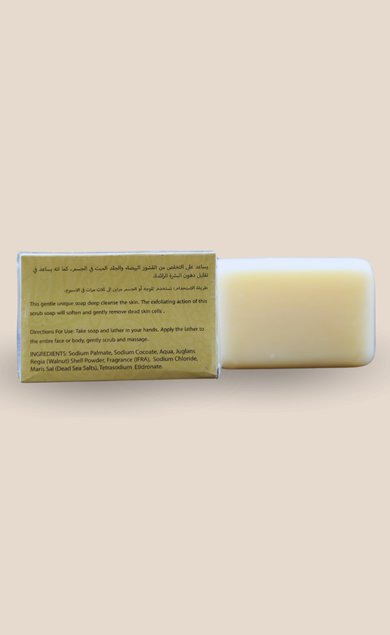 يساعد على التخلص من القشور البيضاء والجلد الميت في الجسم، كما انه يساعد في
تقليل دهون البشرة الزائدة.
طريقة الاستخدام: تستخدم للوجه أو الجسم مرتين إلى ثلاث مرات في الاسبوع.
This gentle unique soap deep cleanse the skin. The exfoliating action of this
scrub soap will soften and gently remove dead skin cells .
Directions For Use: Take soap and lather in your hands. Apply the lather to
the entire face or body, gently scrub and massage.
INGREDIENTS: Sodium Palmate, Sodium Cocoate, Aqua, Juglans
Regia (Walnut) Shell Powder, Fragrance (IFRA), Sodium Chloride,
Maris Sal (Dead Sea Salts), Tetrasodium Etidronate.